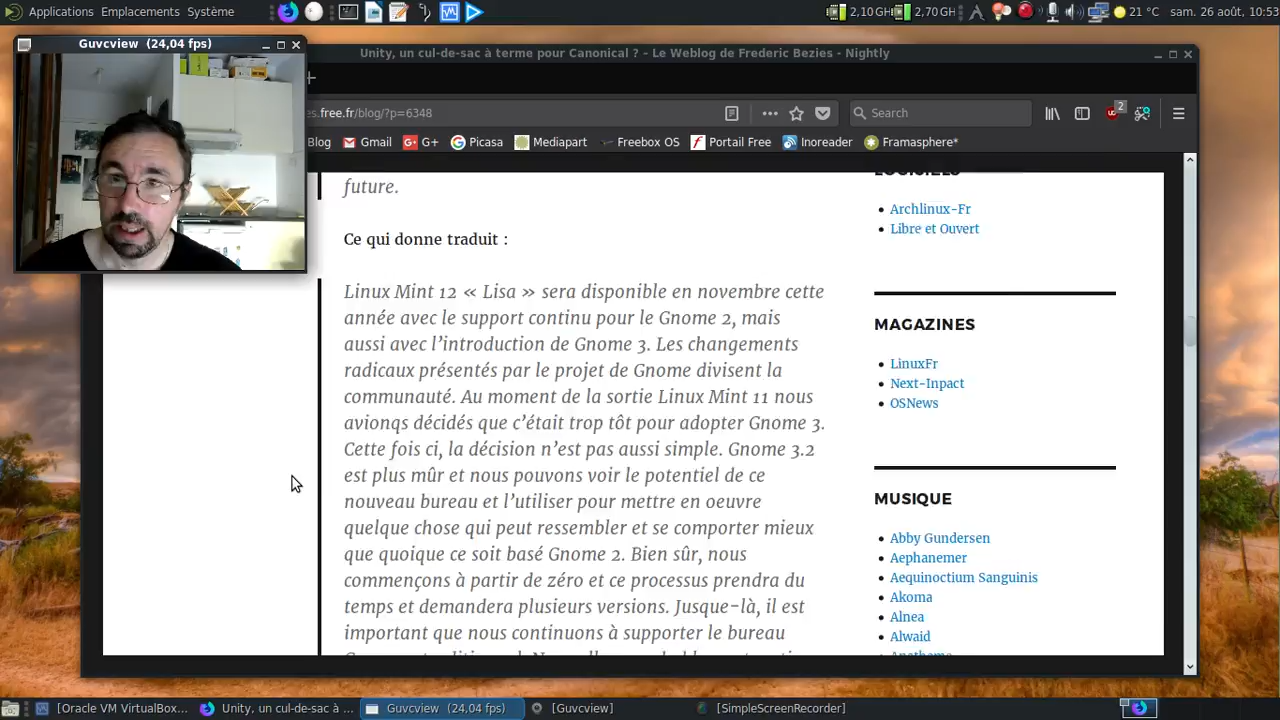 Applications Emplacements Système
2,10 GH 2,70 GH 21 °C sam. 26 août, 10:53
Guvcview (24,04 fps)
Unity, un cul-de-sac à terme pour Canonical ? – Le Weblog de Frederic Bezies - Nightly
es.free.fr/blog/?p=6348
Search
2
Blog Gmail G+ Picasa Mediapart Freebox OS Portail Free Inoreader Framasphere*
future.
Ce qui donne traduit :
Linux Mint 12 « Lisa » sera disponible en novembre cette
année avec le support continu pour le Gnome 2, mais
aussi avec l’introduction de Gnome 3. Les changements
radicaux présentés par le projet de Gnome divisent la
communauté. Au moment de la sortie Linux Mint 11 nous
avionqs décidés que c’était trop tôt pour adopter Gnome 3.
Cette fois ci, la décision n’est pas aussi simple. Gnome 3.2
est plus mûr et nous pouvons voir le potentiel de ce
nouveau bureau et l’utiliser pour mettre en oeuvre
quelque chose qui peut ressembler et se comporter mieux
que quoique ce soit basé Gnome 2. Bien sûr, nous
commençons à partir de zéro et ce processus prendra du
temps et demandera plusieurs versions. Jusque-là, il est
important que nous continuons à supporter le bureau
LOGICIELS
Archlinux-Fr
Libre et Ouvert
MAGAZINES
LinuxFr
Next-Inpact
OSNews
MUSIQUE
Abby Gundersen
Aephanemer
Aequinoctium Sanguinis
Akoma
Alnea
Alwaid
[Oracle VM VirtualBox... Unity, un cul-de-sac à ... Guvcview (24,04 fps) [Guvcview] [SimpleScreenRecorder]